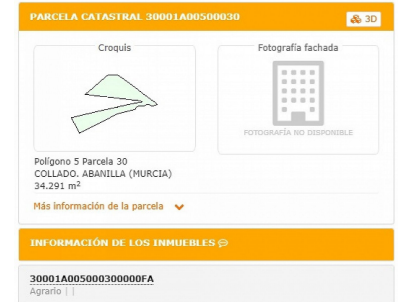 PARCELA CATASTRAL 30001A00500030
3D
Croquis
Fotografía fachada
FOTOGRAFÍA NO DISPONIBLE
Polígono 5 Parcela 30
COLLADO. ABANILLA (MURCIA)
34.291 m²
Más información de la parcela
INFORMACIÓN DE LOS INMUEBLES
30001A005000300000FA
Agrario | |